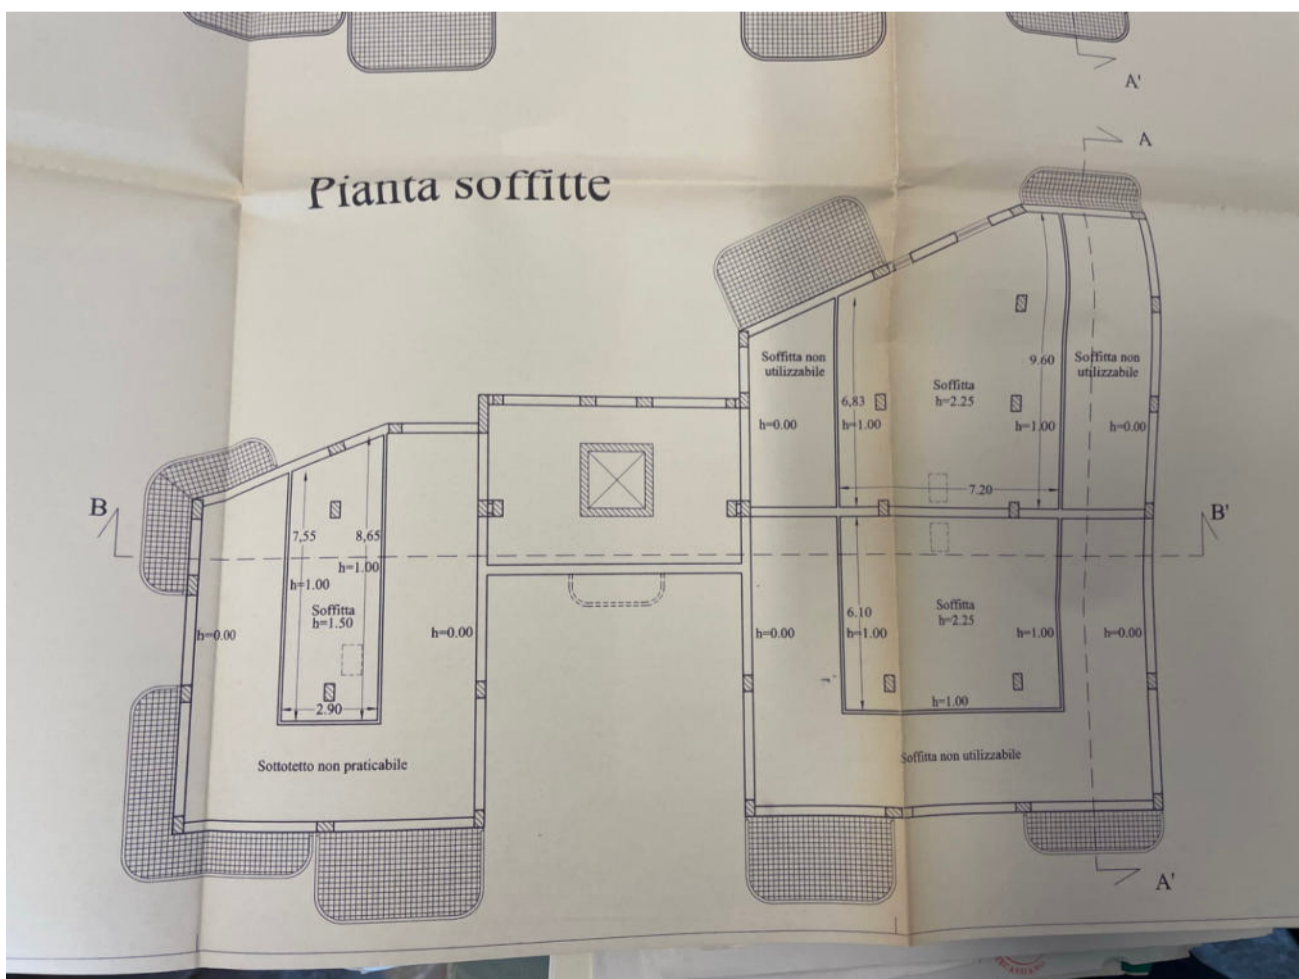 A'
A
Pianta soffitte
Soffitta non
utilizzabile
9.60
Soffitta non
utilizzabile
Soffitta
h=2.25
6,83
h=0.00
h=1.00
h=1.00
h=0.00
7.20
B
B'
7,55
8,65
h=1.00
h=1.00
Soffitta
h=1.50
h=0.00
h=0.00
2.90
Sottotetto non praticabile
6.10
Soffitta
h=2.25
h=0.00
h=1.00
h=1.00
h=0.00
h=1.00
Soffitta non utilizzabile
A'